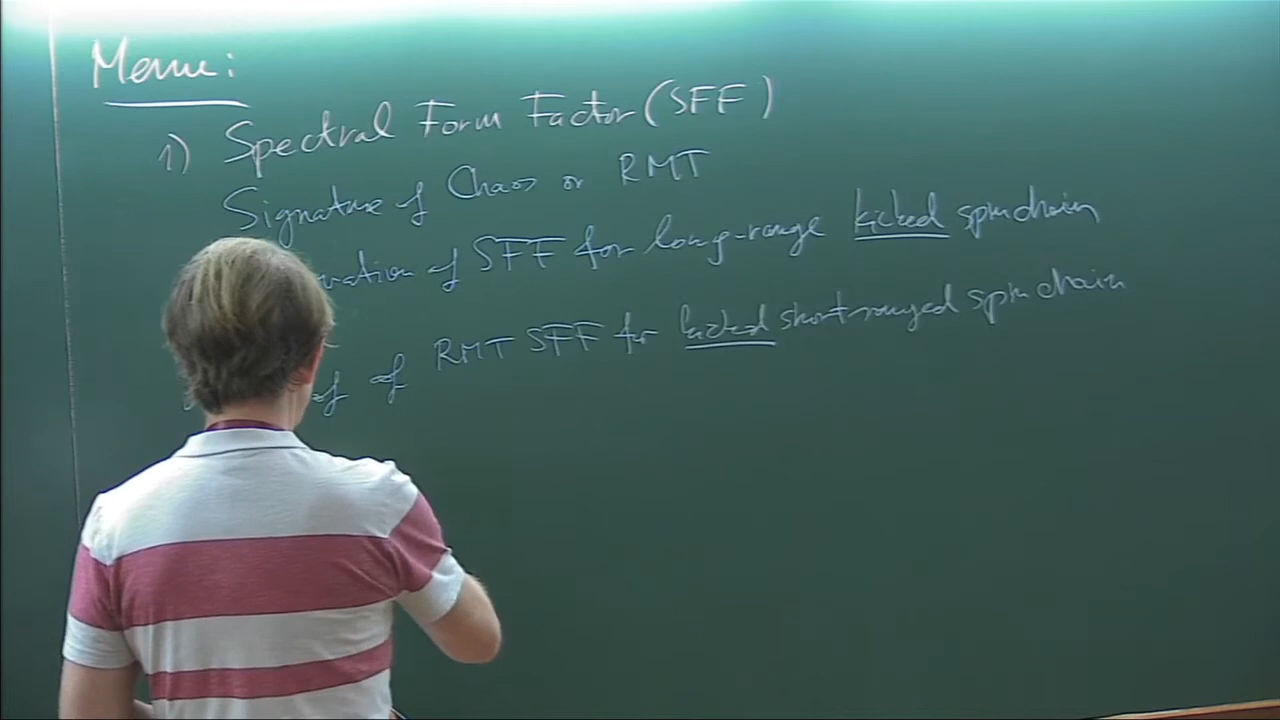 Menu:
1) Spectral Form Factor (SFF)
Signature of Chaos or RMT
vation of SFF for long-range kicked spin chain
of of RMT SFF for kicked short-ranged spin chain